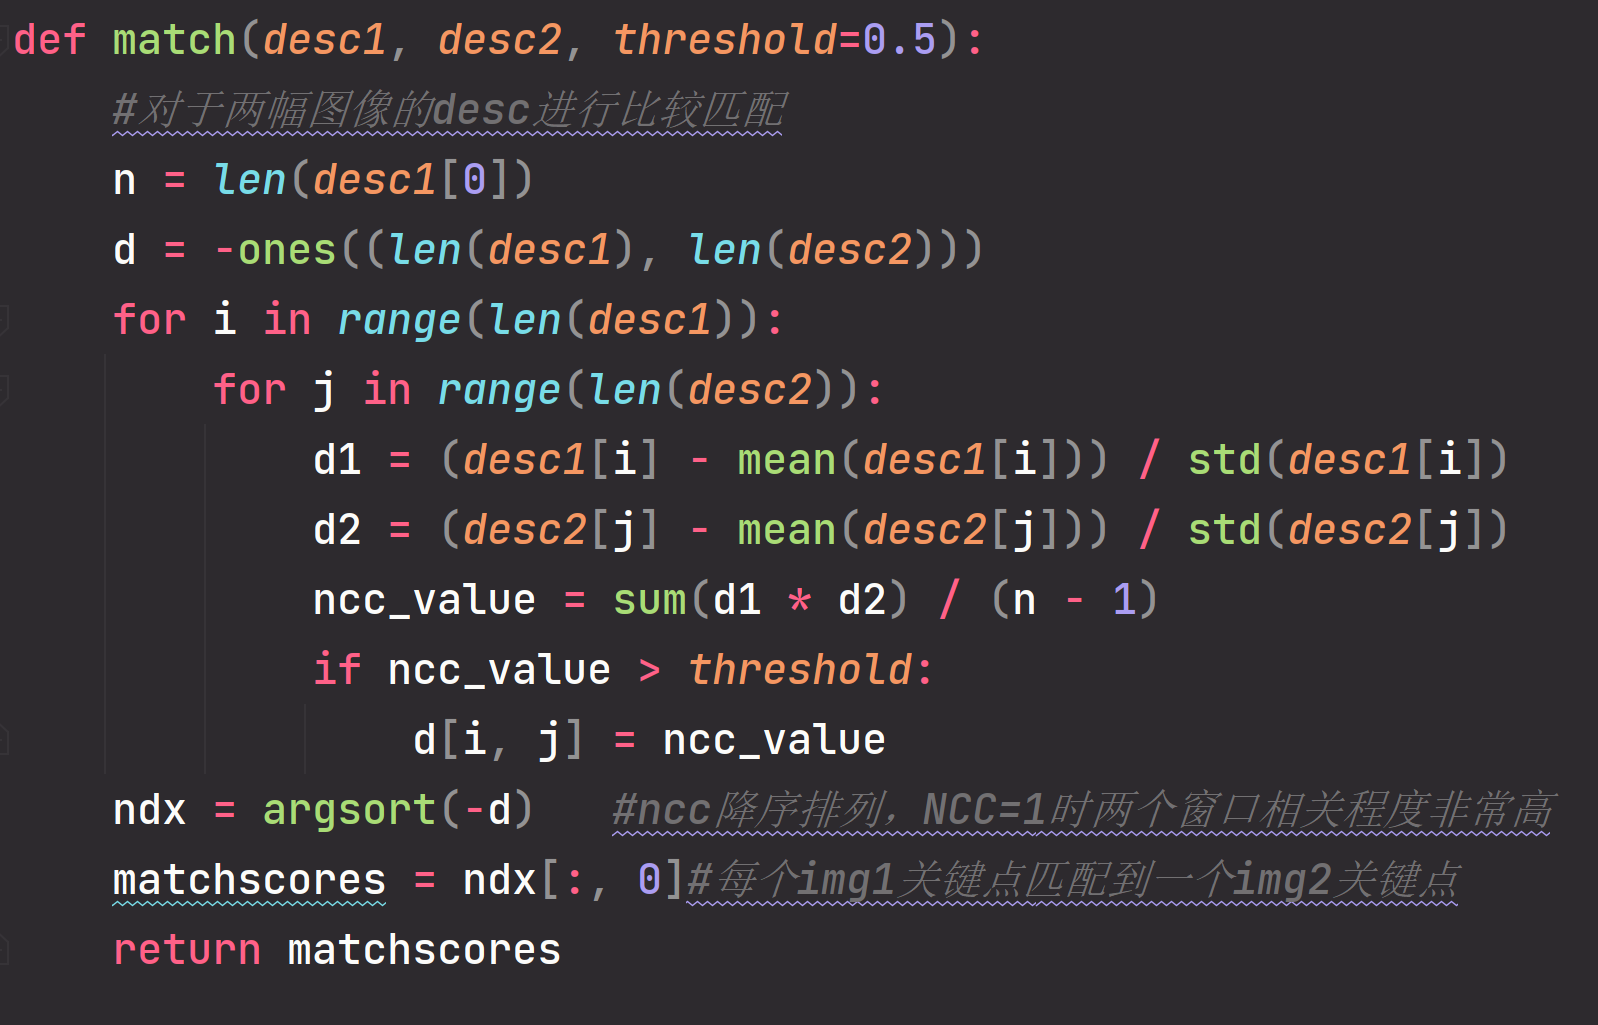 def match(desc1, desc2, threshold=0.5):
    #对于两幅图像的desc进行比较匹配
    n = len(desc1[0])
    d = -ones((len(desc1), len(desc2)))
    for i in range(len(desc1)):
        for j in range(len(desc2)):
            d1 = (desc1[i] - mean(desc1[i])) / std(desc1[i])
            d2 = (desc2[j] - mean(desc2[j])) / std(desc2[j])
            ncc_value = sum(d1 * d2) / (n - 1)
            if ncc_value > threshold:
                d[i, j] = ncc_value
    ndx = argsort(-d)   #ncc降序排列，NCC=1时两个窗口相关程度非常高
    matchscores = ndx[:, 0]#每个img1关键点匹配到一个img2关键点
    return matchscores